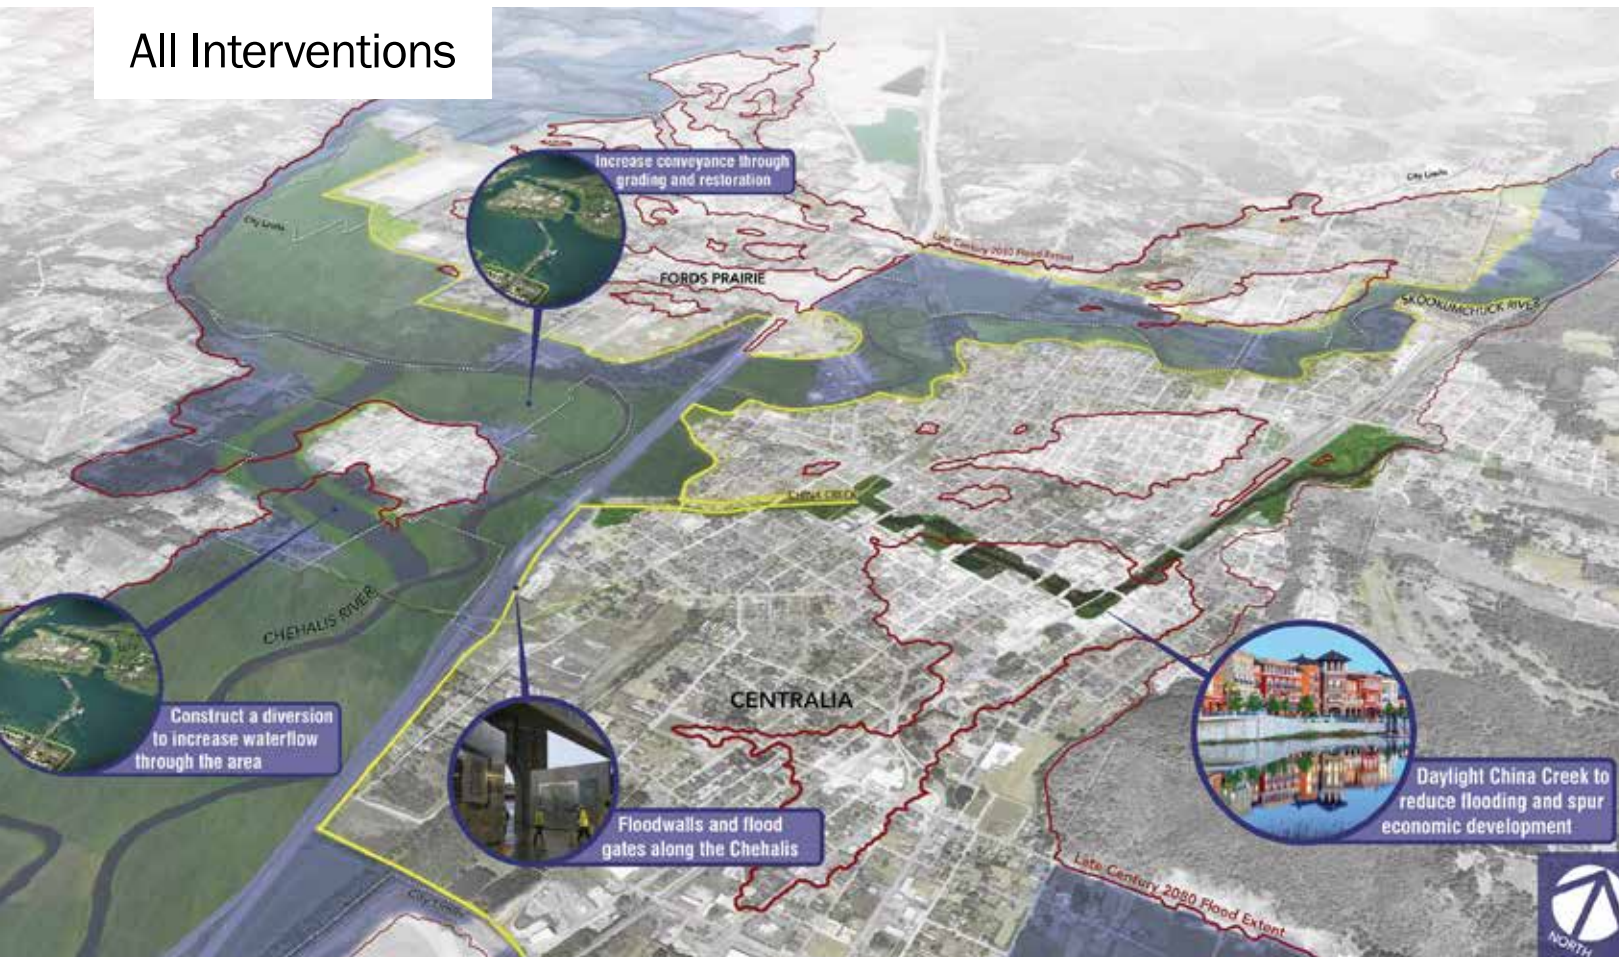 All Interventions
Increase conveyance through
grading and restoration
City Limits
City Limits
Late Century 2080 Flood Extent
FORDS PRAIRIE
SKOOKUMCHUCK RIVER
CHINA CREEK
CHEHALIS RIVER
CENTRALIA
Construct a diversion
to increase waterflow
through the area
Floodwalls and flood
gates along the Chehalis
Daylight China Creek to
reduce flooding and spur
economic development
Late Century 2080 Flood Extent
City Limits
NORTH